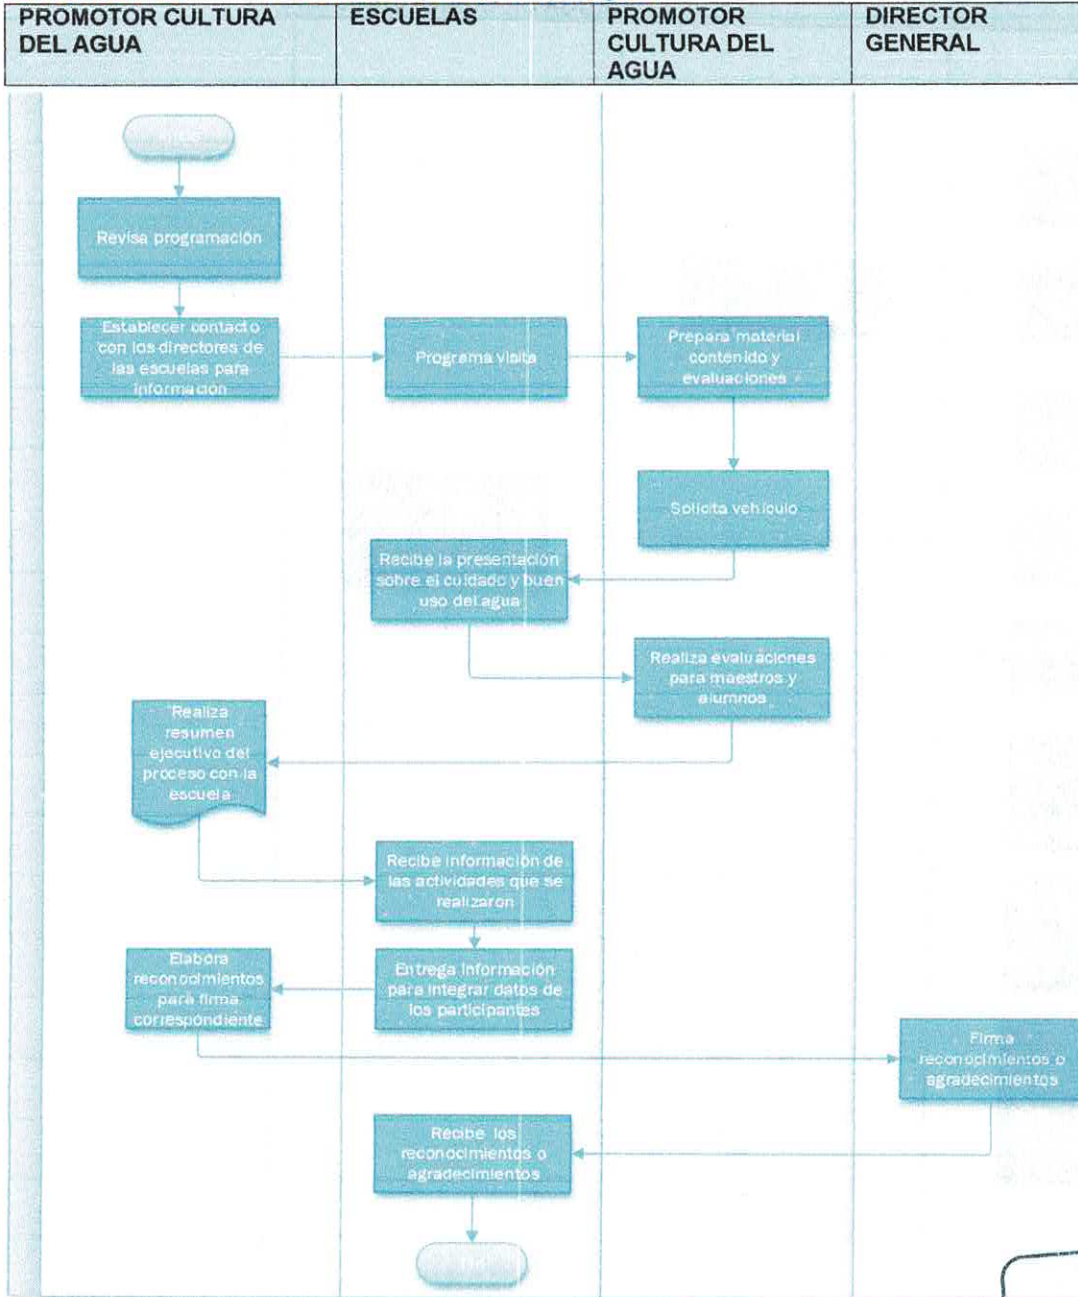 PROMOTOR CULTURA
DEL AGUA
ESCUELAS
PROMOTOR
CULTURA DEL
AGUA
DIRECTOR
GENERAL
Revisa programación
Establecer contacto
con los directores de
las escuelas para
información
Programa visita
Prepara material
contenido y
evaluaciones
Solicita vehículo
Recibe la presentación
sobre el cuidado y buen
uso del agua
Realiza evaluaciones
para maestros y
alumnos
Realiza
resumen
ejecutivo del
proceso con la
escuela
Recibe información de
las actividades que se
realizaron
Entrega información
para integrar datos de
los participantes
Elabora
reconocimientos
para firma
correspondiente
Firma
reconocimientos o
agradecimientos
Recibe los
reconocimientos o
agradecimientos